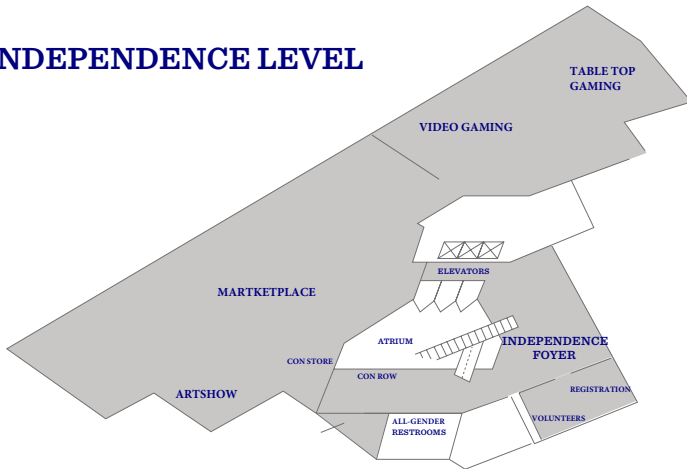 NDEPENDENCE LEVEL
TABLE TOP
GAMING
VIDEO GAMING
ELEVATORS
MARTKETPLACE
ATRIUM
INDEPENDENCE
FOYER
CON STORE
CON ROW
ARTSHOW
REGISTRATION
ALL-GENDER
RESTROOMS
VOLUNTEERS